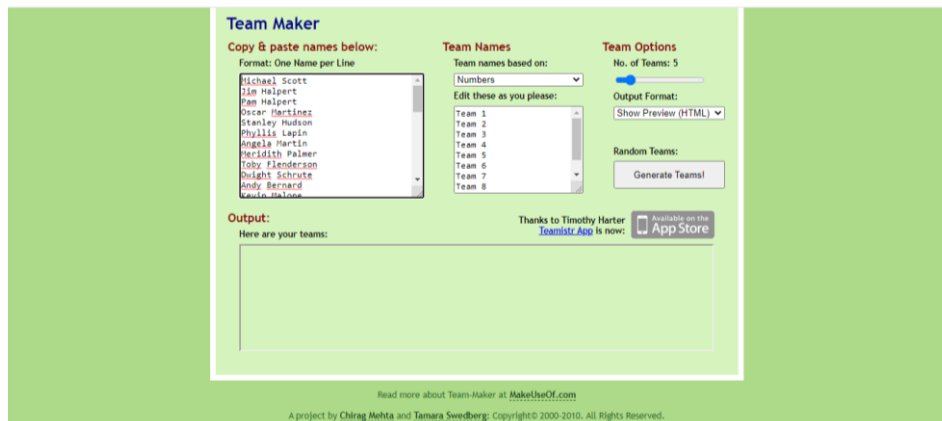 Team Maker
Copy & paste names below:
Format: One Name per Line
Michael Scott
Jim Halpert
Pam Halpert
Oscar Martinez
Stanley Hudson
Phyllis Lapin
Angela Martin
Meridith Palmer
Toby Flenderson
Dwight Schrute
Andy Bernard
Kevin Malone
Team Names
Team names based on:
Numbers
Edit these as you please:
Team 1
Team 2
Team 3
Team 4
Team 5
Team 6
Team 7
Team 8
Team Options
No. of Teams: 5
Output Format:
Show Preview (HTML)
Random Teams:
Generate Teams!
Output:
Here are your teams:
Thanks to Timothy Harter
Teamistr App is now:
Available on the
App Store
Read more about Team-Maker at MakeUseOf.com
A project by Chirag Mehta and Tamara Swedberg: Copyright© 2000-2010. All Rights Reserved.